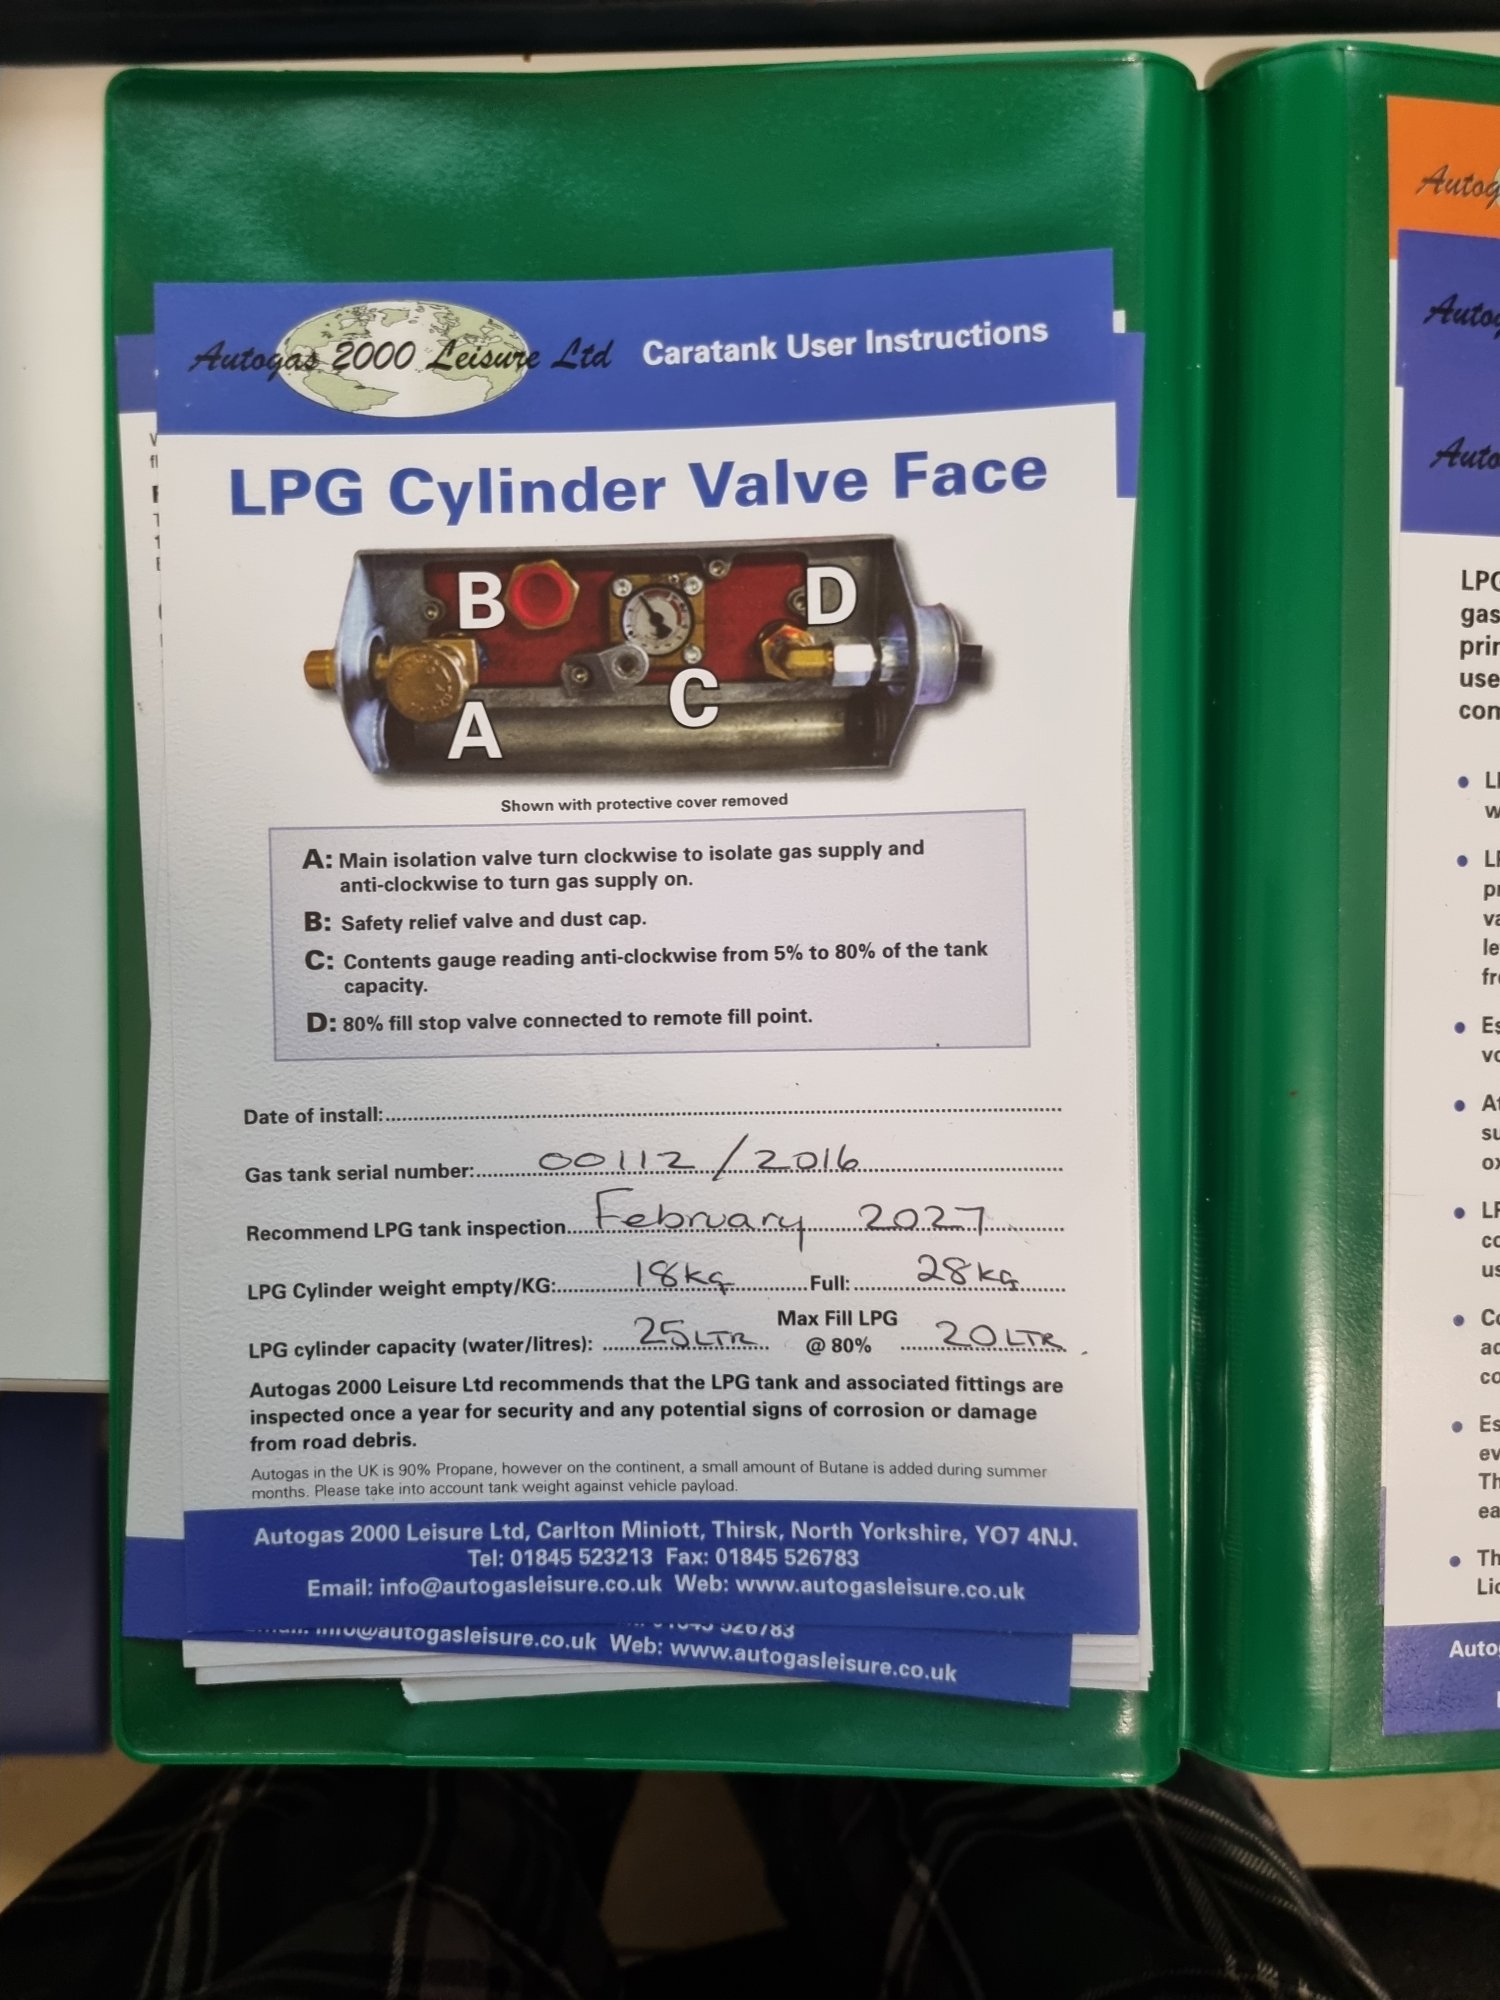 Autogas 2000 Leisure Ltd Caratank User Instructions
LPG Cylinder Valve Face
B
D
C
A
Shown with protective cover removed
A: Main isolation valve turn clockwise to isolate gas supply and
anti-clockwise to turn gas supply on.
B: Safety relief valve and dust cap.
C: Contents gauge reading anti-clockwise from 5% to 80% of the tank
capacity.
D: 80% fill stop valve connected to remote fill point.
Date of install:
Gas tank serial number: 00112/2016
Recommend LPG tank inspection February 2027
LPG Cylinder weight empty/KG: 18kg Full: 28kg
LPG cylinder capacity (water/litres): 25LTR Max Fill LPG @ 80% 20LTR
Autogas 2000 Leisure Ltd recommends that the LPG tank and associated fittings are
inspected once a year for security and any potential signs of corrosion or damage
from road debris.
Autogas in the UK is 90% Propane, however on the continent, a small amount of Butane is added during summer
months. Please take into account tank weight against vehicle payload.
Autogas 2000 Leisure Ltd, Carlton Miniott, Thirsk, North Yorkshire, YO7 4NJ.
Tel: 01845 523213 Fax: 01845 526783
Email: info@autogasleisure.co.uk Web: www.autogasleisure.co.uk
526783
info@autogasleisure.co.uk Web: www.autogasleisure.co.uk
LPG
gas